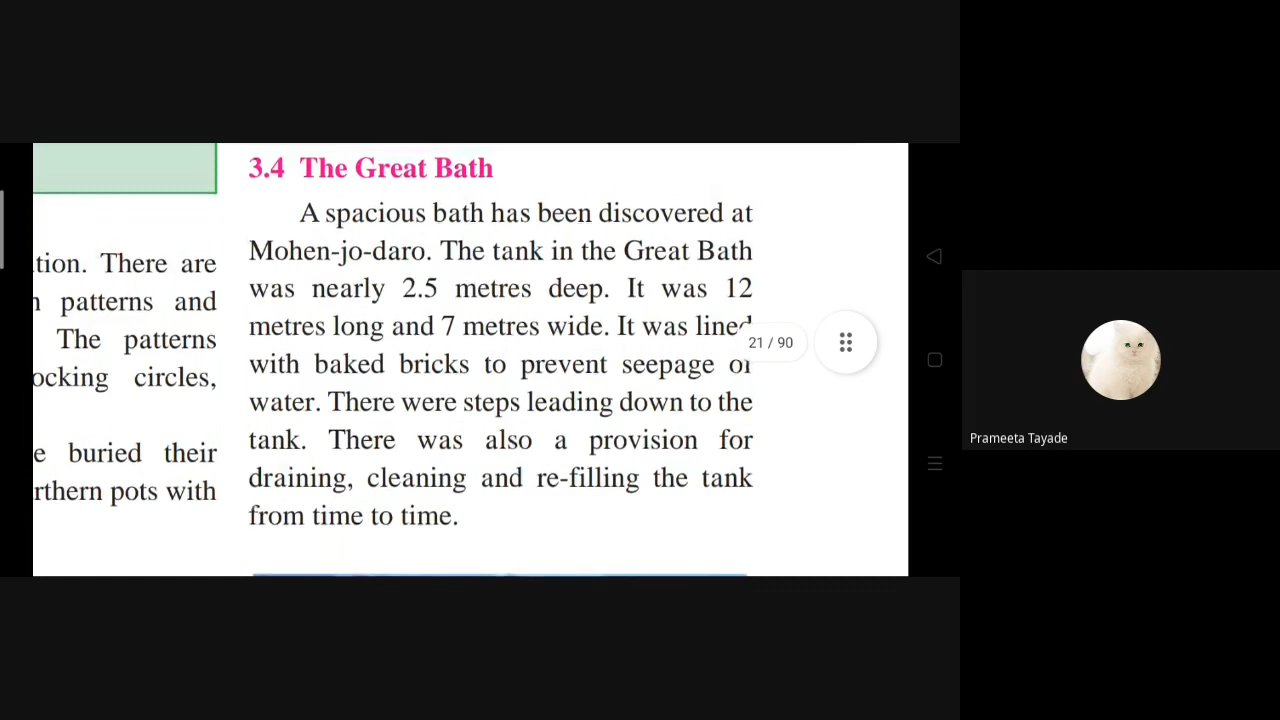 3.4 The Great Bath
A spacious bath has been discovered at
Mohen-jo-daro. The tank in the Great Bath
was nearly 2.5 metres deep. It was 12
metres long and 7 metres wide. It was lined
with baked bricks to prevent seepage of
water. There were steps leading down to the
tank. There was also a provision for
draining, cleaning and re-filling the tank
from time to time.
tion. There are
patterns and
The patterns
ocking circles,
e buried their
rthern pots with
21 / 90
Prameeta Tayade